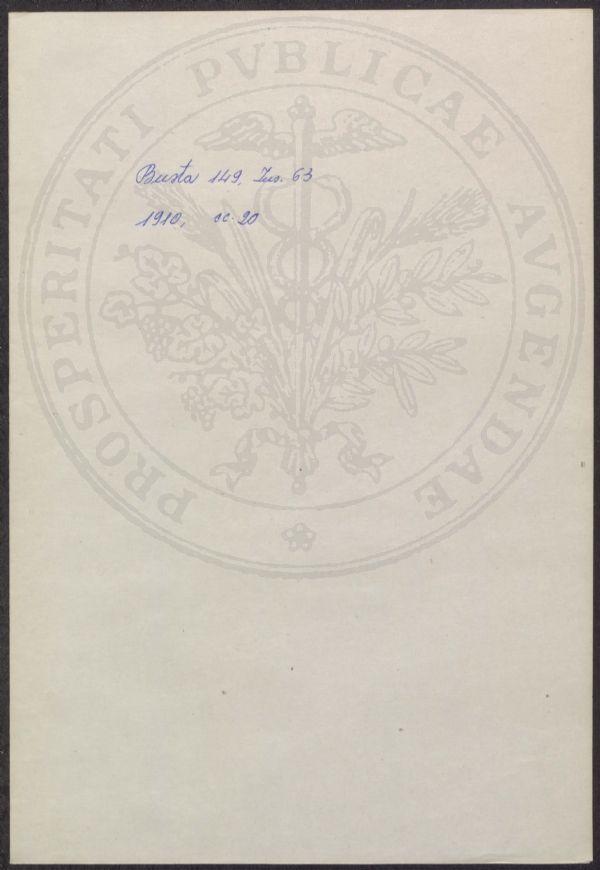 PROSPERITATI PVBLICAE AVGENDAE
Busta 149, Ins. 63
1910, cc. 20